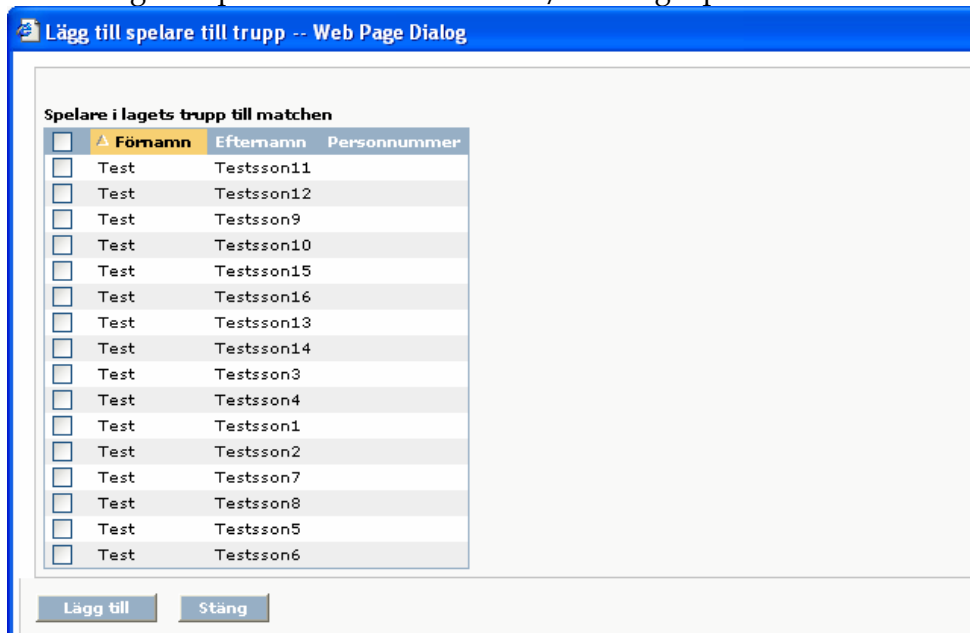 Lägg till spelare till trupp -- Web Page Dialog
Spelare i lagets trupp till matchen
Förnamn Efternamn Personnummer
Test Testsson11
Test Testsson12
Test Testsson9
Test Testsson10
Test Testsson15
Test Testsson16
Test Testsson13
Test Testsson14
Test Testsson3
Test Testsson4
Test Testsson1
Test Testsson2
Test Testsson7
Test Testsson8
Test Testsson5
Test Testsson6
Lägg till Stäng